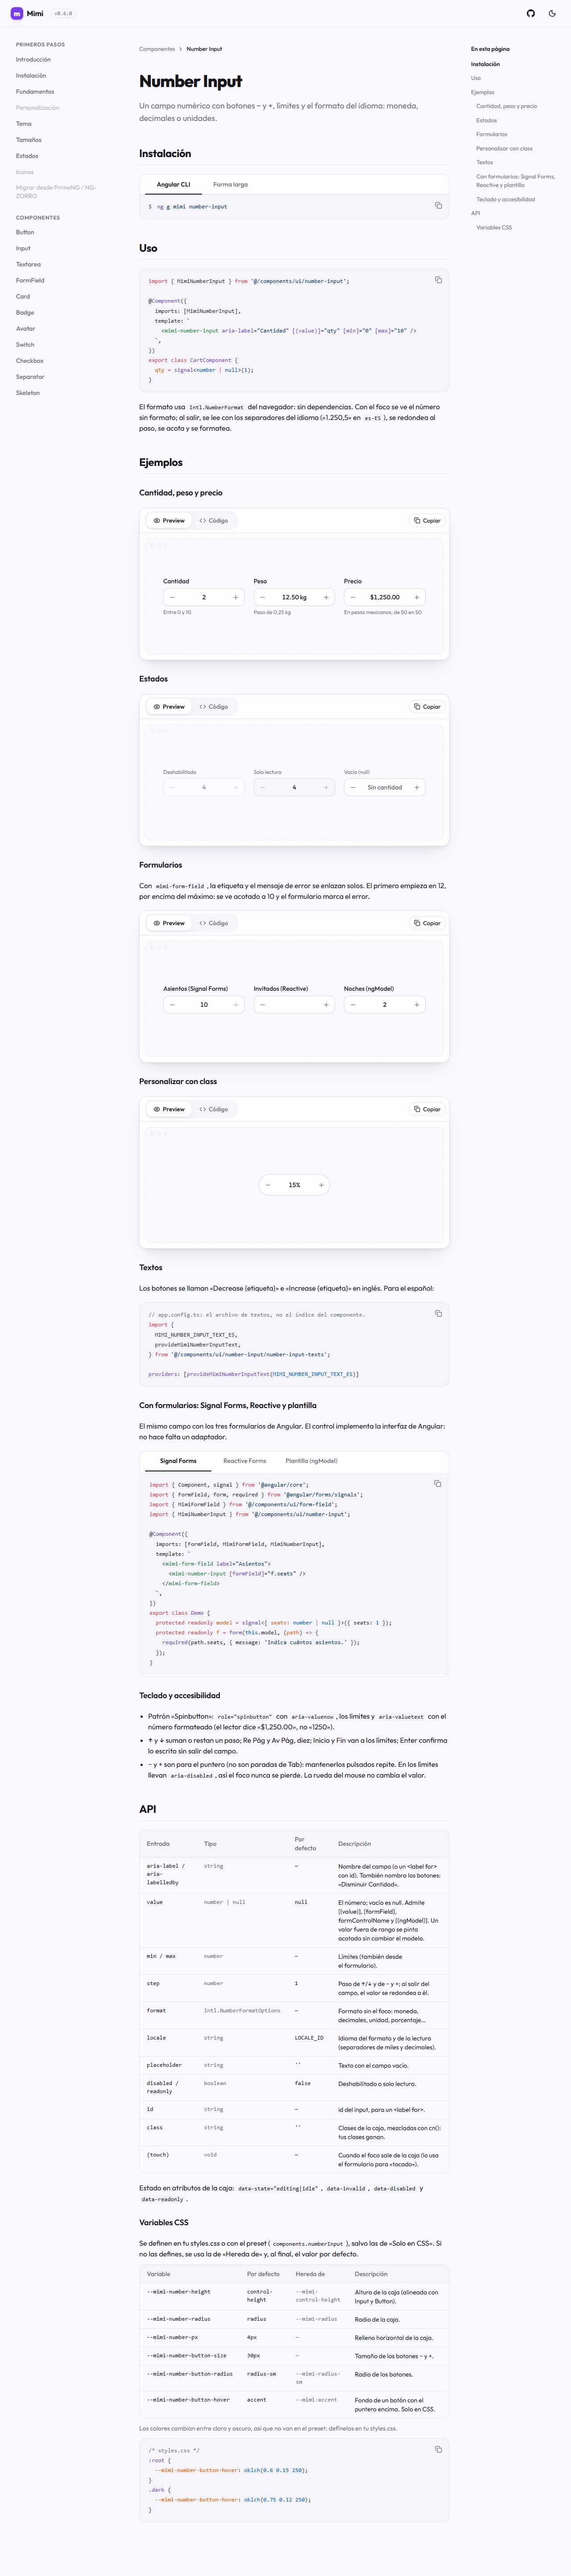 m Mimi v0.6.0
PRIMEROS PASOS
Introducción
Instalación
Fundamentos
Personalización
Tema
Tamaños
Estados
Iconos
Migrar desde PrimeNG / NG-
ZORRO
COMPONENTES
Button
Input
Textarea
FormField
Card
Badge
Avatar
Switch
Checkbox
Separator
Skeleton
Componentes > Number Input
Number Input
Un campo numérico con botones − y +, límites y el formato del idioma: moneda,
decimales o unidades.
Instalación
Angular CLI Forma larga
$ ng g mimi number-input
Uso
import { MimiNumberInput } from '@/components/ui/number-input';
@Component({
imports: [MimiNumberInput],
template: `
<mimi-number-input aria-label="Cantidad" [(value)]="qty" [min]="0" [max]="10" />
`,
})
export class CartComponent {
qty = signal<number | null>(1);
}
El formato usa Intl.NumberFormat del navegador: sin dependencias. Con el foco se ve el número
sin formato; al salir, se lee con los separadores del idioma («1.250,5» en es-ES), se redondea al
paso, se acota y se formatea.
Ejemplos
Cantidad, peso y precio
Preview Código Copiar
Cantidad Peso Precio
− 2 + − 12.50 kg + − $1,250.00 +
Entre 0 y 10 Paso de 0,25 kg En pesos mexicanos, de 50 en 50
Estados
Preview Código Copiar
Deshabilitado Solo lectura Vacío (null)
− 4 + − 4 + − Sin cantidad +
Formularios
Con mimi-form-field, la etiqueta y el mensaje de error se enlazan solos. El primero empieza en 12,
por encima del máximo: se ve acotado a 10 y el formulario marca el error.
Preview Código Copiar
Asientos (Signal Forms) Invitados (Reactive) Noches (ngModel)
− 10 + − + − 2 +
Personalizar con class
Preview Código Copiar
− 15% +
Textos
Los botones se llaman «Decrease {etiqueta}» e «Increase {etiqueta}» en inglés. Para el español:
// app.config.ts: el archivo de textos, no el índice del componente.
import {
MIMI_NUMBER_INPUT_TEXT_ES,
provideMimiNumberInputText,
} from '@/components/ui/number-input/number-input-texts';
providers: [provideMimiNumberInputText(MIMI_NUMBER_INPUT_TEXT_ES)]
Con formularios: Signal Forms, Reactive y plantilla
El mismo campo con los tres formularios de Angular. El control implementa la interfaz de Angular:
no hace falta un adaptador.
Signal Forms Reactive Forms Plantilla (ngModel)
import { Component, signal } from '@angular/core';
import { FormField, form, required } from '@angular/forms/signals';
import { MimiFormField } from '@/components/ui/form-field';
import { MimiNumberInput } from '@/components/ui/number-input';
@Component({
imports: [FormField, MimiFormField, MimiNumberInput],
template: `
<mimi-form-field label="Asientos">
<mimi-number-input [formField]="f.seats" />
</mimi-form-field>
`,
})
export class Demo {
protected readonly model = signal<{ seats: number | null }>({ seats: 1 });
protected readonly f = form(this.model, (path) => {
required(path.seats, { message: 'Indica cuántos asientos.' });
});
}
Teclado y accesibilidad
• Patrón «Spinbutton»: role="spinbutton" con aria-valuenow, los límites y aria-valuetext con el
número formateado (el lector dice «$1,250.00», no «1250»).
• ↑ y ↓ suman o restan un paso; Re Pág y Av Pág, diez; Inicio y Fin van a los límites; Enter confirma
lo escrito sin salir del campo.
• − y + son para el puntero (no son paradas de Tab): mantenerlos pulsados repite. En los límites
llevan aria-disabled, así el foco nunca se pierde. La rueda del mouse no cambia el valor.
API
Entrada Tipo Por defecto Descripción
aria-label / aria-labelledby string — Nombre del campo (o un <label for> con id). También nombra los botones: «Disminuir Cantidad».
value number | null null El número; vacío es null. Admite [(value)], [formField], formControlName y [(ngModel)]. Un valor fuera de rango se pinta acotado sin cambiar el modelo.
min / max number — Límites (también desde el formulario).
step number 1 Paso de ↑/↓ y de − y +; al salir del campo, el valor se redondea a él.
format Intl.NumberFormatOptions — Formato sin el foco: moneda, decimales, unidad, porcentaje…
locale string LOCALE_ID Idioma del formato y de la lectura (separadores de miles y decimales).
placeholder string '' Texto con el campo vacío.
disabled / readonly boolean false Deshabilitado o solo lectura.
id string — id del input, para un <label for>.
class string '' Clases de la caja, mezcladas con cn(): tus clases ganan.
(touch) void — Cuando el foco sale de la caja (la usa el formulario para «tocado»).
Estado en atributos de la caja: data-state="editing|idle", data-invalid, data-disabled y
data-readonly.
Variables CSS
Se definen en tu styles.css o con el preset (components.numberInput), salvo las de «Solo en CSS». Si
no las defines, se usa la de «Hereda de» y, al final, el valor por defecto.
Variable Por defecto Hereda de Descripción
--mimi-number-height control-height --mimi-control-height Altura de la caja (alineada con Input y Button).
--mimi-number-radius radius --mimi-radius Radio de la caja.
--mimi-number-px 4px — Relleno horizontal de la caja.
--mimi-number-button-size 30px — Tamaño de los botones − y +.
--mimi-number-button-radius radius-sm --mimi-radius-sm Radio de los botones.
--mimi-number-button-hover accent --mimi-accent Fondo de un botón con el puntero encima. Solo en CSS.
Los colores cambian entre claro y oscuro, así que no van en el preset: defínelos en tu styles.css.
/* styles.css */
:root {
--mimi-number-button-hover: oklch(0.6 0.15 250);
}
.dark {
--mimi-number-button-hover: oklch(0.75 0.12 250);
}
En esta página
Instalación
Uso
Ejemplos
Cantidad, peso y precio
Estados
Formularios
Personalizar con class
Textos
Con formularios: Signal Forms,
Reactive y plantilla
Teclado y accesibilidad
API
Variables CSS